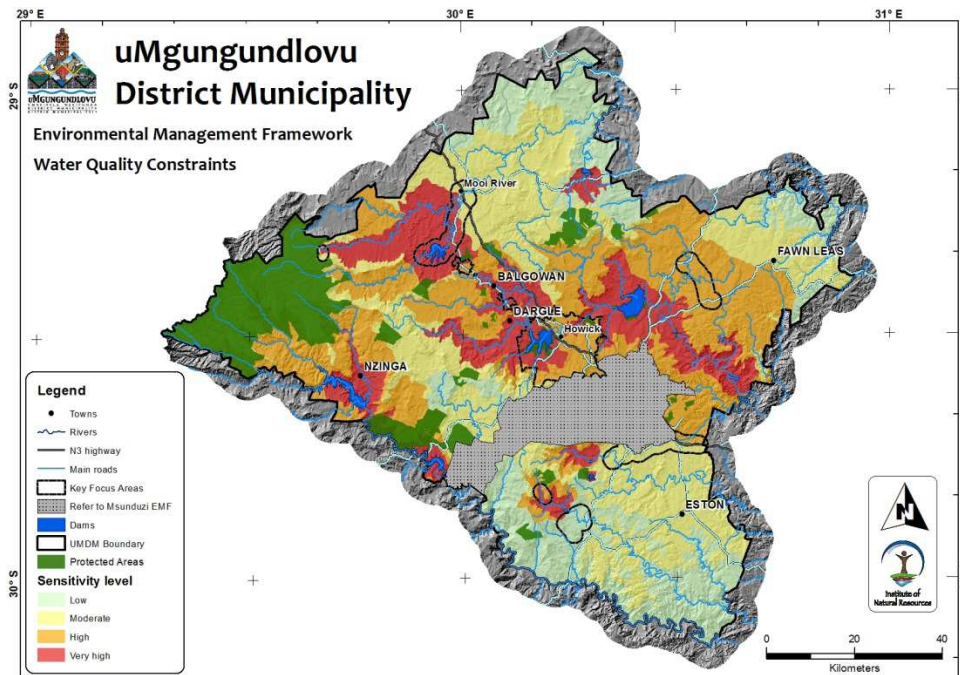 29° E
30° E
31° E
29° S
30° S
uMGUNGUNDLOVU
uMgungundlovu
District Municipality
Environmental Management Framework
Water Quality Constraints
Mooi River
FAWN LEAS
BALGOWAN
DARGLE
Howick
NZINGA
ESTON
Legend
Towns
Rivers
N3 highway
Main roads
Key Focus Areas
Refer to Msunduzi EMF
Dams
UMDM Boundary
Protected Areas
Sensitivity level
Low
Moderate
High
Very high
N
Institute of
Natural Resources
0 20 40
Kilometers